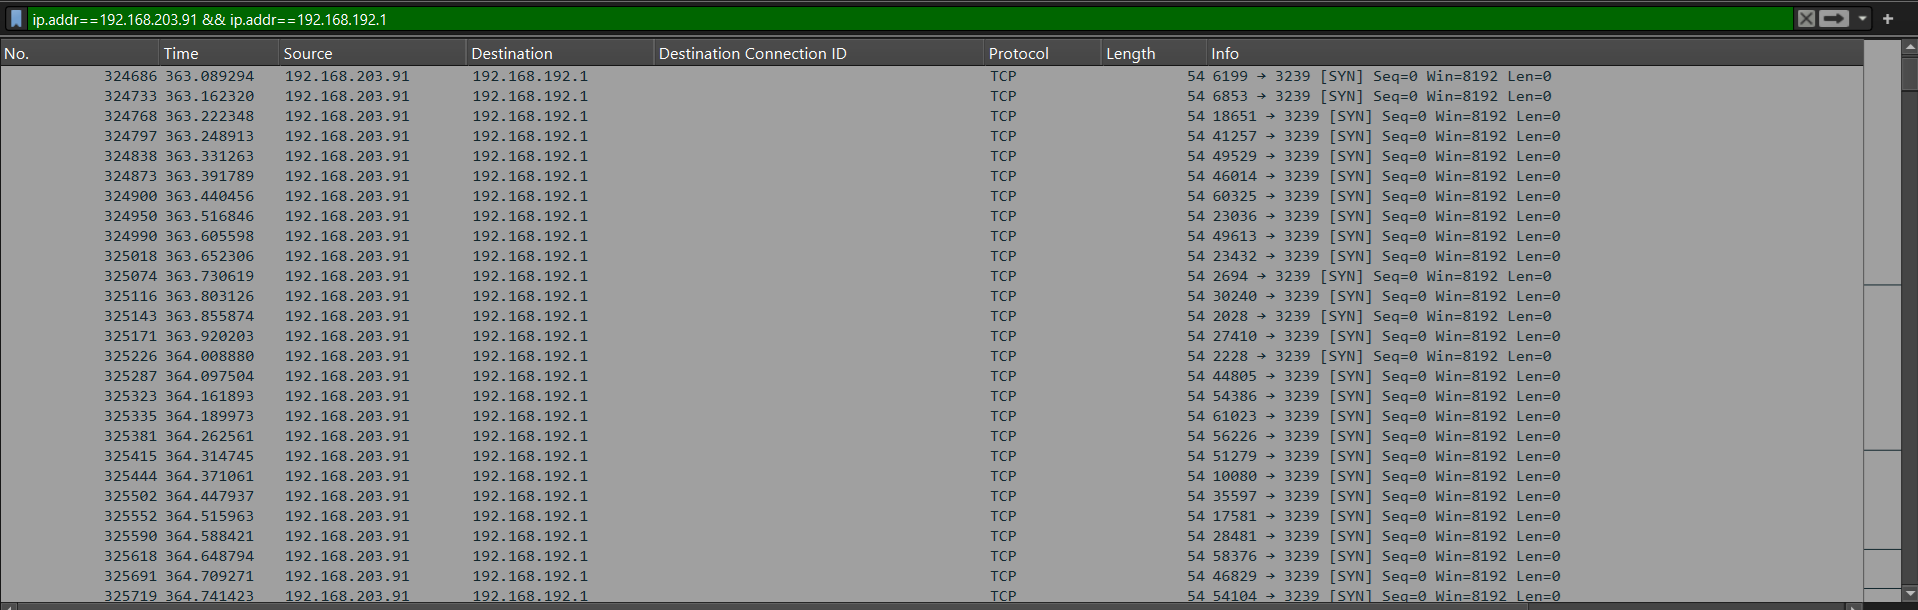 ip.addr==192.168.203.91 && ip.addr==192.168.192.1
No. Time Source Destination Destination Connection ID Protocol Length Info
324686 363.089294 192.168.203.91 192.168.192.1 TCP 54 6199 → 3239 [SYN] Seq=0 Win=8192 Len=0
324733 363.162320 192.168.203.91 192.168.192.1 TCP 54 6853 → 3239 [SYN] Seq=0 Win=8192 Len=0
324768 363.222348 192.168.203.91 192.168.192.1 TCP 54 18651 → 3239 [SYN] Seq=0 Win=8192 Len=0
324797 363.248913 192.168.203.91 192.168.192.1 TCP 54 41257 → 3239 [SYN] Seq=0 Win=8192 Len=0
324838 363.331263 192.168.203.91 192.168.192.1 TCP 54 49529 → 3239 [SYN] Seq=0 Win=8192 Len=0
324873 363.391789 192.168.203.91 192.168.192.1 TCP 54 46014 → 3239 [SYN] Seq=0 Win=8192 Len=0
324900 363.440456 192.168.203.91 192.168.192.1 TCP 54 60325 → 3239 [SYN] Seq=0 Win=8192 Len=0
324950 363.516846 192.168.203.91 192.168.192.1 TCP 54 23036 → 3239 [SYN] Seq=0 Win=8192 Len=0
324990 363.605598 192.168.203.91 192.168.192.1 TCP 54 49613 → 3239 [SYN] Seq=0 Win=8192 Len=0
325018 363.652306 192.168.203.91 192.168.192.1 TCP 54 23432 → 3239 [SYN] Seq=0 Win=8192 Len=0
325074 363.730619 192.168.203.91 192.168.192.1 TCP 54 2694 → 3239 [SYN] Seq=0 Win=8192 Len=0
325116 363.803126 192.168.203.91 192.168.192.1 TCP 54 30240 → 3239 [SYN] Seq=0 Win=8192 Len=0
325143 363.855874 192.168.203.91 192.168.192.1 TCP 54 2028 → 3239 [SYN] Seq=0 Win=8192 Len=0
325171 363.920203 192.168.203.91 192.168.192.1 TCP 54 27410 → 3239 [SYN] Seq=0 Win=8192 Len=0
325226 364.008880 192.168.203.91 192.168.192.1 TCP 54 2228 → 3239 [SYN] Seq=0 Win=8192 Len=0
325287 364.097504 192.168.203.91 192.168.192.1 TCP 54 44805 → 3239 [SYN] Seq=0 Win=8192 Len=0
325323 364.161893 192.168.203.91 192.168.192.1 TCP 54 54386 → 3239 [SYN] Seq=0 Win=8192 Len=0
325335 364.189973 192.168.203.91 192.168.192.1 TCP 54 61023 → 3239 [SYN] Seq=0 Win=8192 Len=0
325381 364.262561 192.168.203.91 192.168.192.1 TCP 54 56226 → 3239 [SYN] Seq=0 Win=8192 Len=0
325415 364.314745 192.168.203.91 192.168.192.1 TCP 54 51279 → 3239 [SYN] Seq=0 Win=8192 Len=0
325444 364.371061 192.168.203.91 192.168.192.1 TCP 54 10080 → 3239 [SYN] Seq=0 Win=8192 Len=0
325502 364.447937 192.168.203.91 192.168.192.1 TCP 54 35597 → 3239 [SYN] Seq=0 Win=8192 Len=0
325552 364.515963 192.168.203.91 192.168.192.1 TCP 54 17581 → 3239 [SYN] Seq=0 Win=8192 Len=0
325590 364.588421 192.168.203.91 192.168.192.1 TCP 54 28481 → 3239 [SYN] Seq=0 Win=8192 Len=0
325618 364.648794 192.168.203.91 192.168.192.1 TCP 54 58376 → 3239 [SYN] Seq=0 Win=8192 Len=0
325691 364.709271 192.168.203.91 192.168.192.1 TCP 54 46829 → 3239 [SYN] Seq=0 Win=8192 Len=0
325719 364.741423 192.168.203.91 192.168.192.1 TCP 54 54104 → 3239 [SYN] Seq=0 Win=8192 Len=0